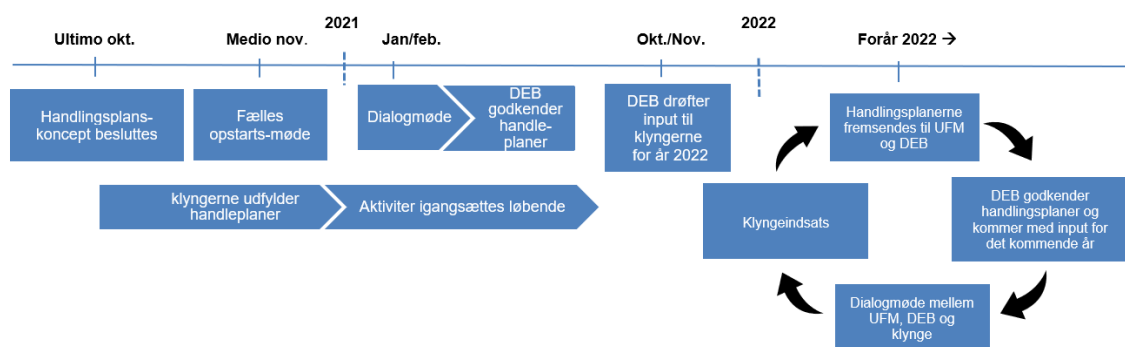 2021
2022
Ultimo okt.
Medio nov.
Jan/feb.
Okt./Nov.
Forår 2022 →
Handlingsplans-
koncept besluttes
Fælles
opstarts-møde
Dialogmøde
DEB
godkender
handle-
planer
DEB drøfter
input til
klyngerne
for år 2022
Handlingsplanerne
fremsendes til UFM
og DEB
klyngerne udfylder
handleplaner
Aktiviter igangsættes løbende
Klyngeindsats
DEB godkender
handlingsplaner og
kommer med input for
det kommende år
Dialogmøde mellem
UFM, DEB og
klynge